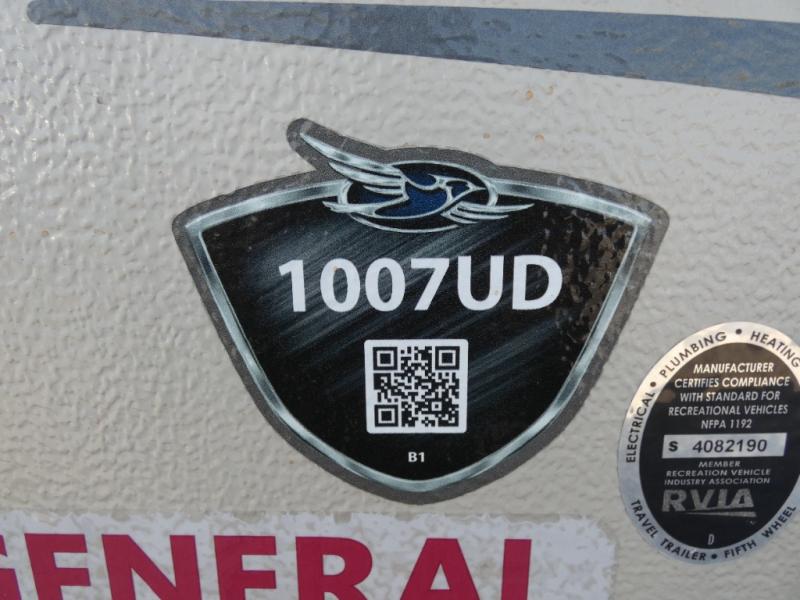 1007UD
B1
ELECTRICAL • PLUMBING • HEATING
MANUFACTURER
CERTIFIES COMPLIANCE
WITH STANDARD FOR
RECREATIONAL VEHICLES
NFPA 1192
S 4082190
MEMBER
RECREATION VEHICLE
INDUSTRY ASSOCIATION
RVIA
D
TRAVEL TRAILER • FIFTH WHEEL
GENERAL